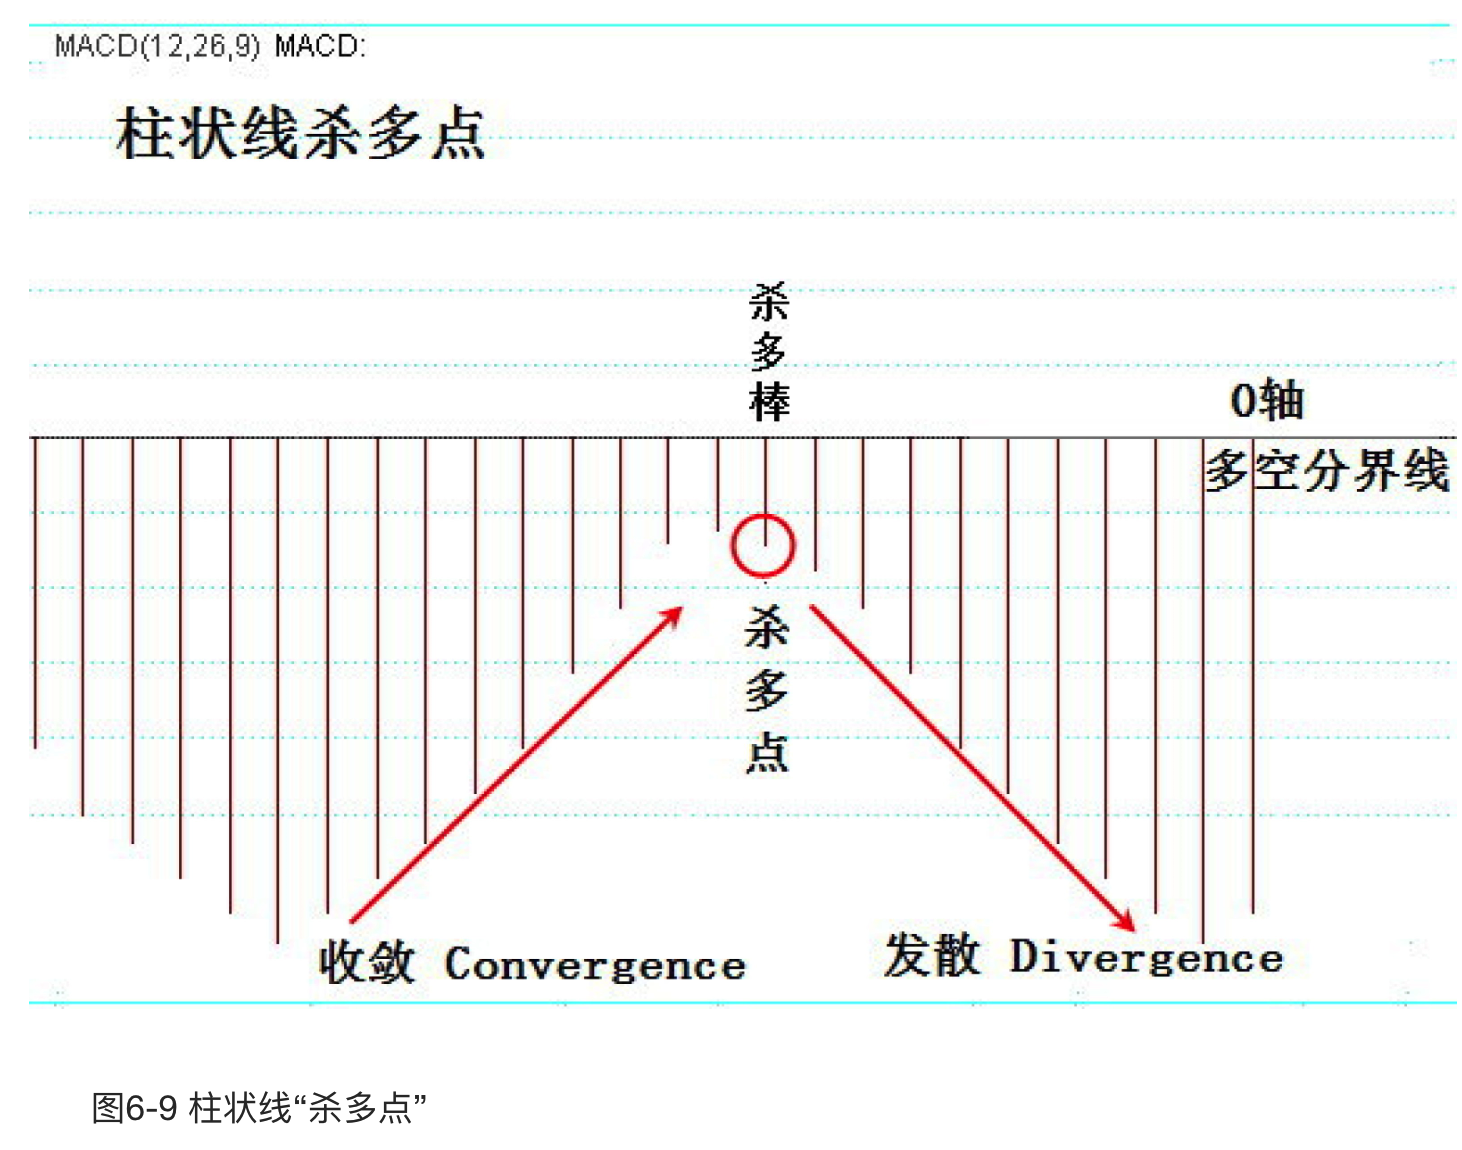 MACD(12,26,9) MACD:
柱状线杀多点
杀多棒
0轴
多空分界线
杀多点
收敛 Convergence
发散 Divergence
图6-9 柱状线“杀多点”